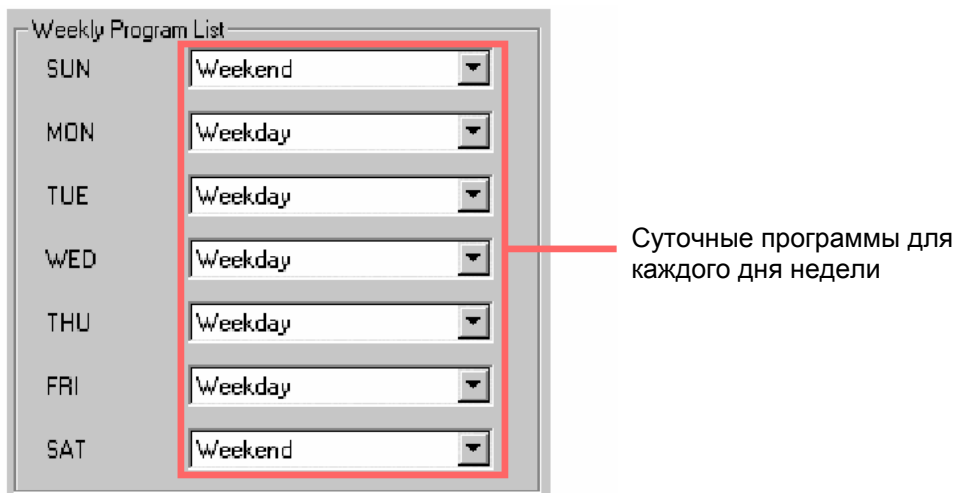 Weekly Program List
SUN Weekend
MON Weekday
TUE Weekday
WED Weekday
THU Weekday
FRI Weekday
SAT Weekend
Суточные программы для
каждого дня недели